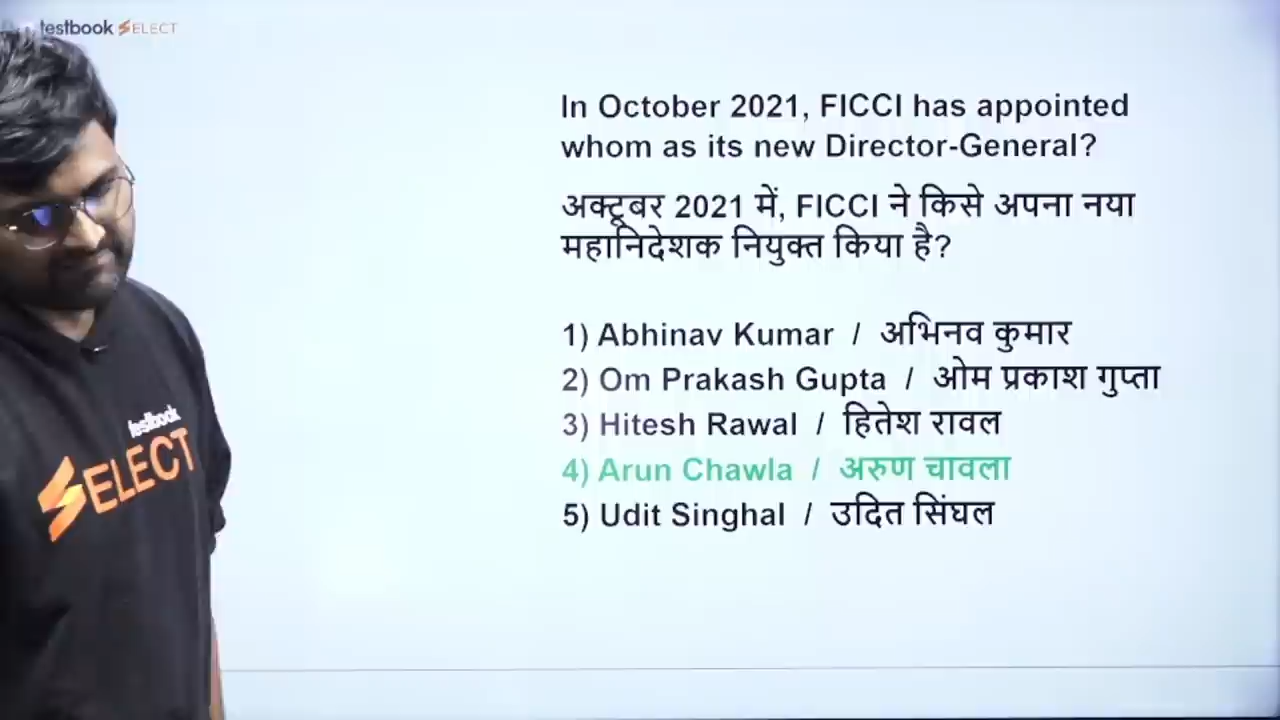 testbook SELECT
In October 2021, FICCI has appointed
whom as its new Director-General?
अक्टूबर 2021 में, FICCI ने किसे अपना नया
महानिदेशक नियुक्त किया है?
1) Abhinav Kumar / अभिनव कुमार
2) Om Prakash Gupta / ओम प्रकाश गुप्ता
3) Hitesh Rawal / हितेश रावल
4) Arun Chawla / अरुण चावला
5) Udit Singhal / उदित सिंघल
testbook
SELECT